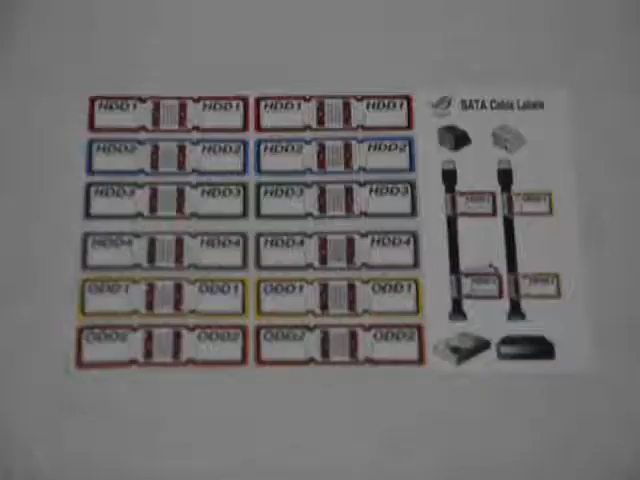 SATA Cable Labels
HDD1 HDD1 HDD1 HDD1
HDD2 HDD2 HDD2 HDD2
HDD3 HDD3 HDD3 HDD3
HDD4 HDD4 HDD4 HDD4
ODD1 ODD1 ODD1 ODD1
ODD2 ODD2 ODD2 ODD2